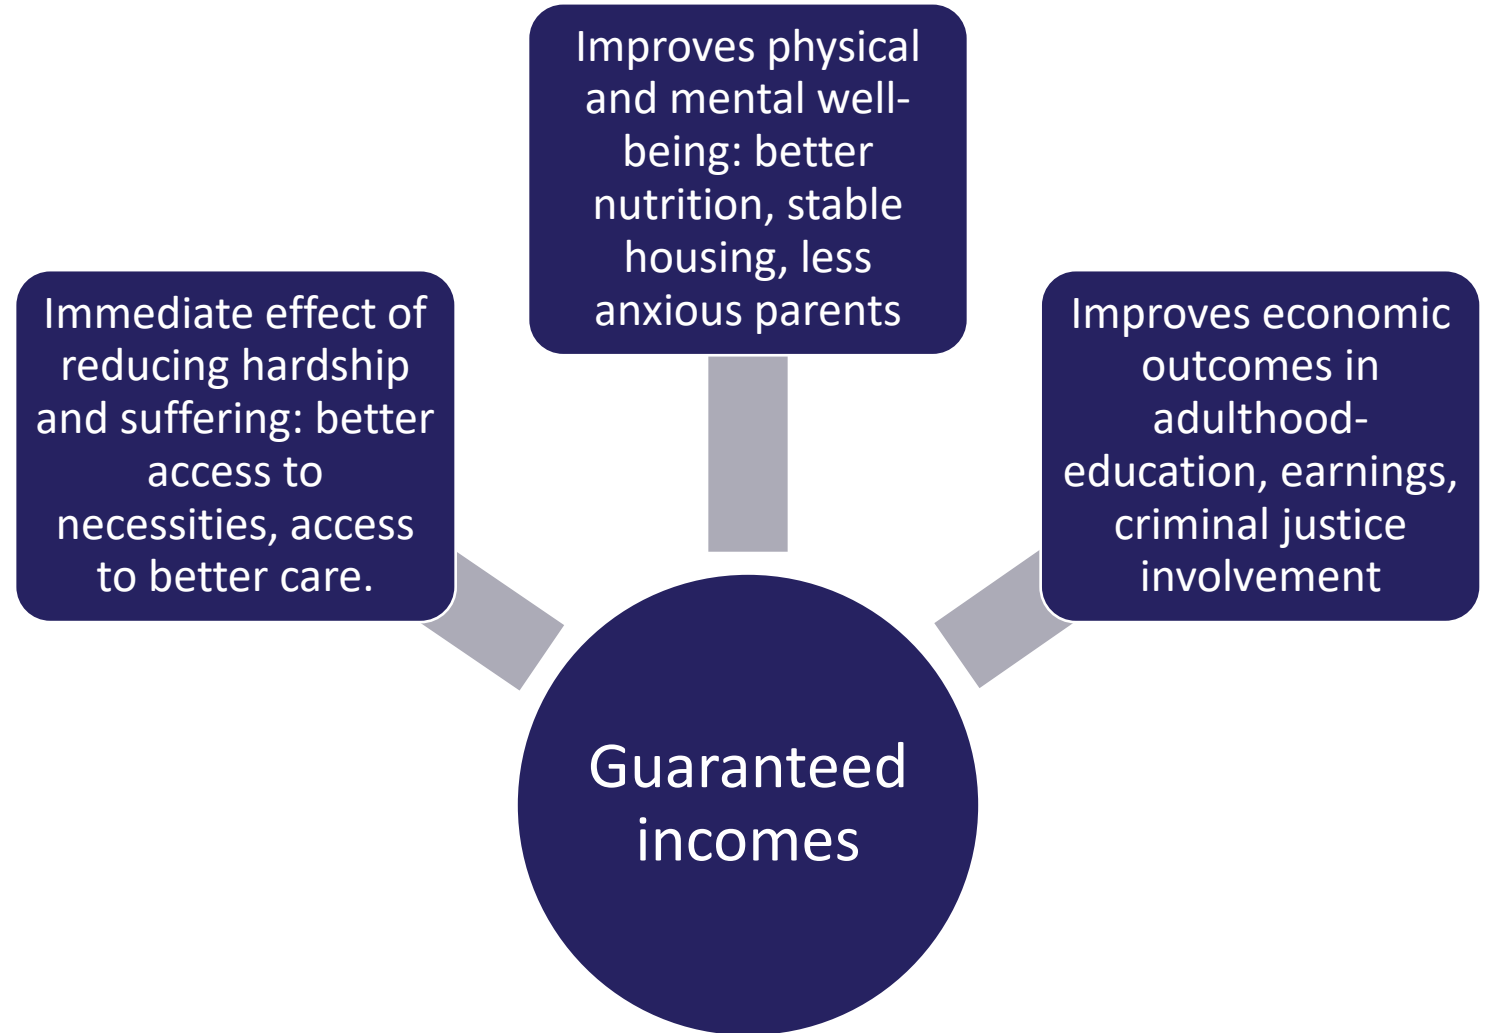 Improves physical
and mental well-
being: better
nutrition, stable
housing, less
anxious parents
Immediate effect of
reducing hardship
and suffering: better
access to
necessities, access
to better care.
Improves economic
outcomes in
adulthood-
education, earnings,
criminal justice
involvement
Guaranteed
incomes